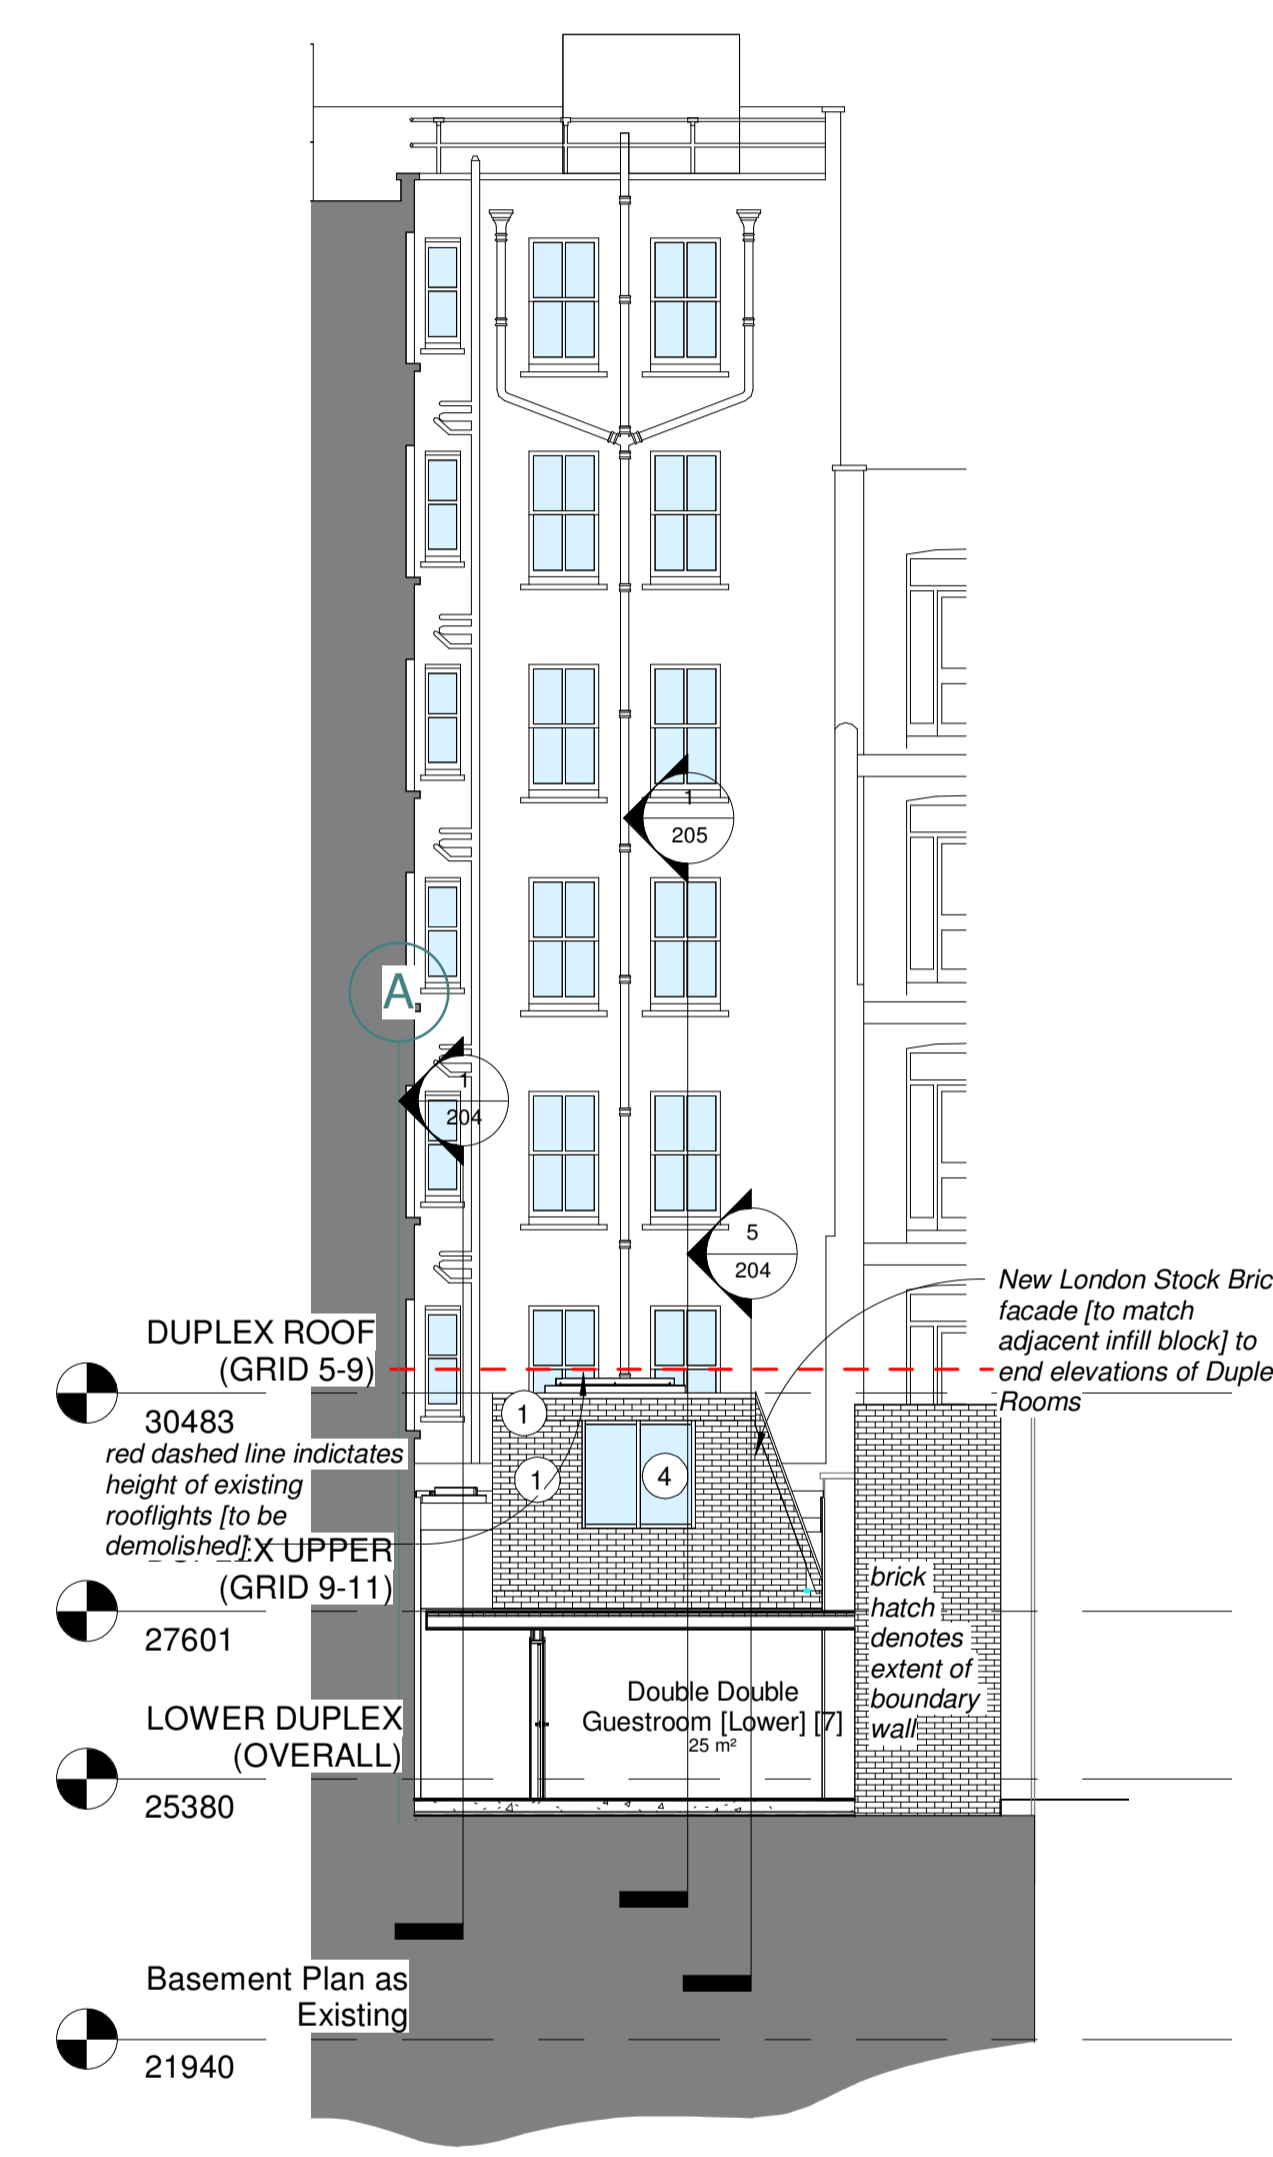 1
205
A
1
204
5
204
New London Stock Bric
facade [to match
adjacent infill block] to
end elevations of Duple
Rooms
DUPLEX ROOF
(GRID 5-9)
30483
red dashed line indictates
height of existing
rooflights [to be
demolished]
1
1
4
UPPER
(GRID 9-11)
27601
brick
hatch
denotes
extent of
boundary
wall
Double Double
Guestroom [Lower] [7]
25 m²
LOWER DUPLEX
(OVERALL)
25380
Basement Plan as
Existing
21940